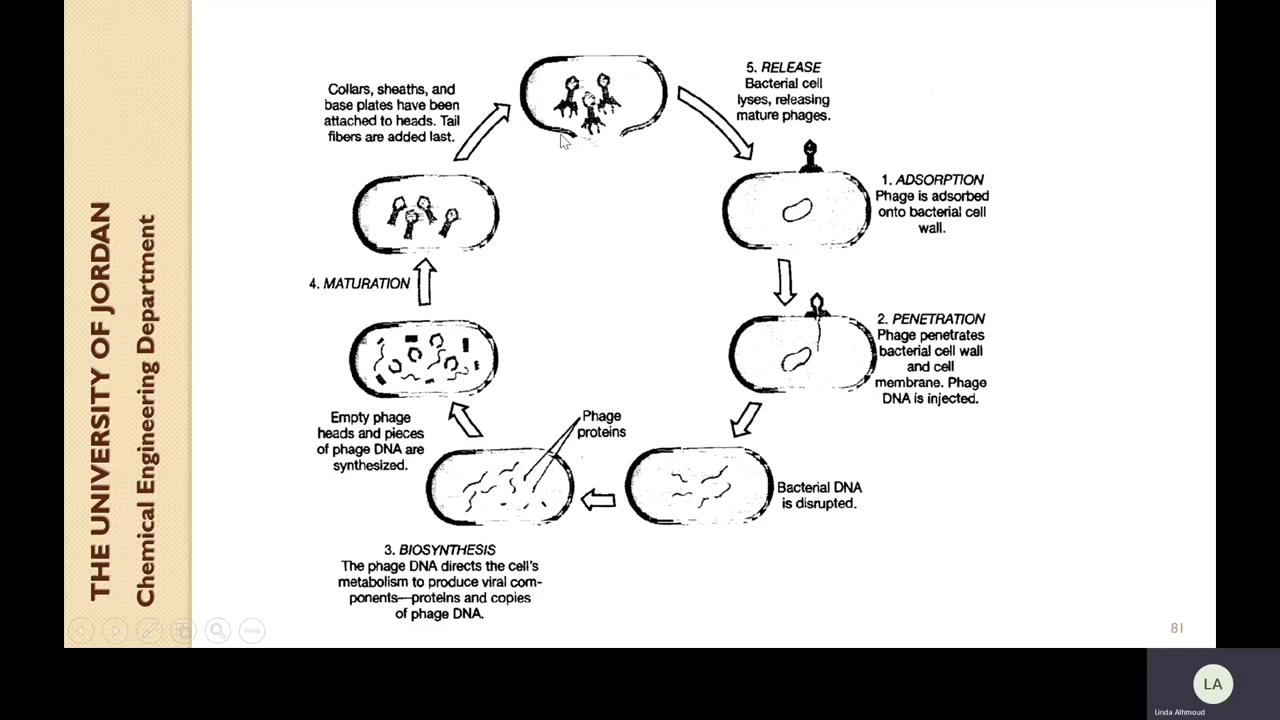 THE UNIVERSITY OF JORDAN
Chemical Engineering Department
Collars, sheaths, and
base plates have been
attached to heads. Tail
fibers are added last.
5. RELEASE
Bacterial cell
lyses, releasing
mature phages.
1. ADSORPTION
Phage is adsorbed
onto bacterial cell
wall.
2. PENETRATION
Phage penetrates
bacterial cell wall
and cell
membrane. Phage
DNA is injected.
Bacterial DNA
is disrupted.
Phage
proteins
3. BIOSYNTHESIS
The phage DNA directs the cell's
metabolism to produce viral com-
ponents—proteins and copies
of phage DNA.
Empty phage
heads and pieces
of phage DNA are
synthesized.
4. MATURATION
81
LA
Linda Alhmoud